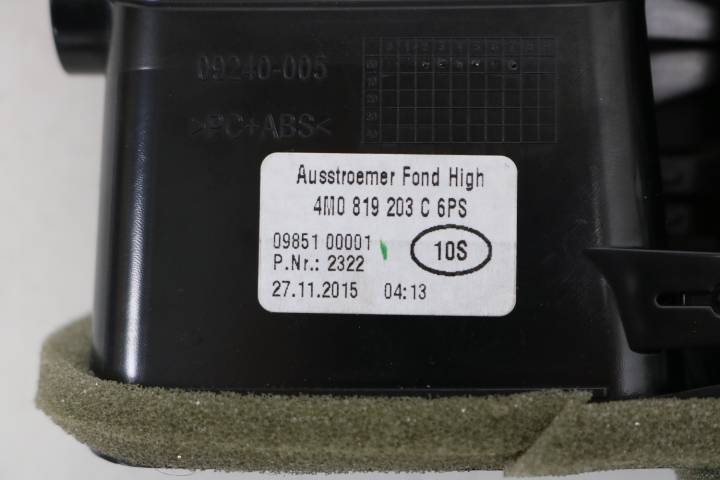 09240-005
>PC+ABS<
Ausstroemer Fond High
4M0 819 203 C 6PS
09851 00001
10S
P.Nr.: 2322
27.11.2015 04:13